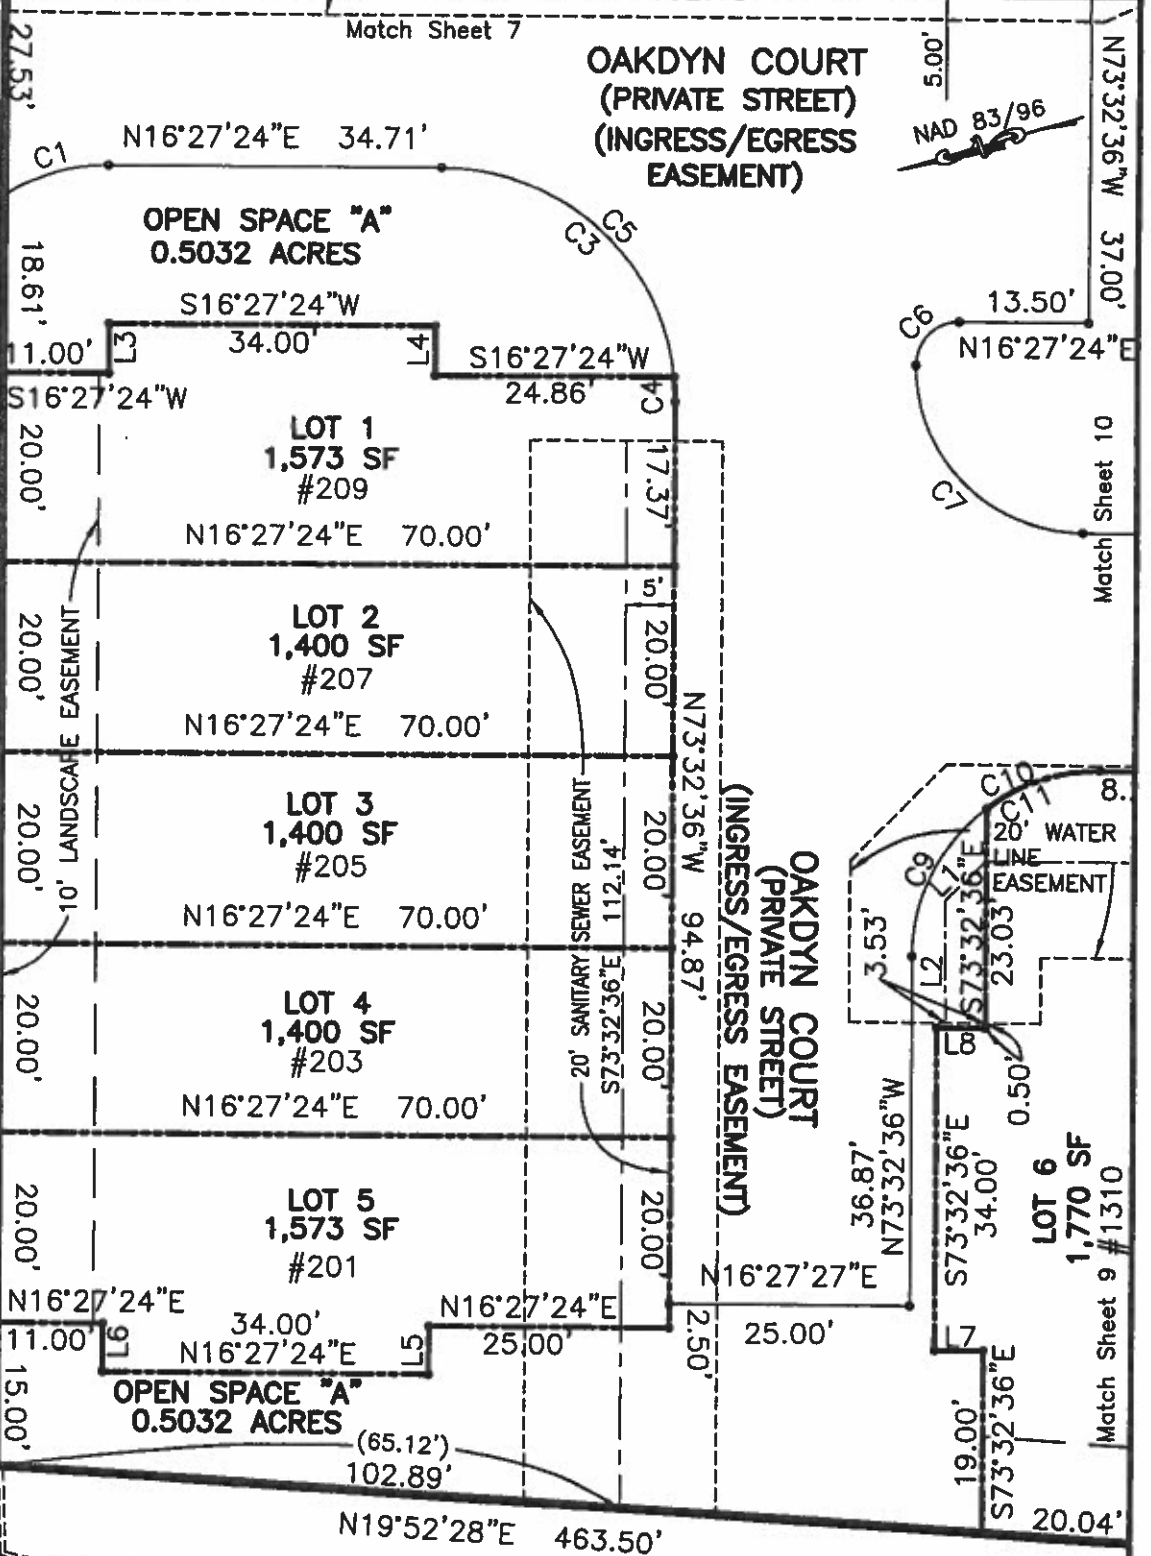 Match Sheet 7
27.53'
OAKDYN COURT
(PRIVATE STREET)
(INGRESS/EGRESS
EASEMENT)
5.00'
NAD 83/96
N73°32'36"W 37.00'
C1
N16°27'24"E 34.71'
C3
C5
OPEN SPACE "A"
0.5032 ACRES
18.61'
S16°27'24"W
34.00'
L3
L4
11.00'
S16°27'24"W
S16°27'24"W
24.86'
C4
C6
13.50'
N16°27'24"E
C7
Match Sheet 10
LOT 1
1,573 SF
#209
20.00'
17.37'
N16°27'24"E 70.00'
5'
LOT 2
1,400 SF
#207
20.00'
20.00'
N16°27'24"E 70.00'
10' LANDSCAPE EASEMENT
LOT 3
1,400 SF
#205
20.00'
20.00'
N16°27'24"E 70.00'
20' SANITARY SEWER EASEMENT
S73°32'36"E 112.14'
N73°32'36"W 94.87'
OAKDYN COURT
(PRIVATE STREET)
(INGRESS/EGRESS EASEMENT)
C10
C11
8.
20' WATER
LINE
EASEMENT
C9
L1
L2
S73°32'36"E
23.03'
3.53'
L8
0.50'
LOT 4
1,400 SF
#203
20.00'
20.00'
N16°27'24"E 70.00'
36.87'
N73°32'36"W
S73°32'36"E
34.00'
LOT 6
1,770 SF
#1310
Match Sheet 9
LOT 5
1,573 SF
#201
20.00'
20.00'
N16°27'24"E
11.00'
L6
34.00'
N16°27'24"E
L5
N16°27'24"E
25.00'
2.50'
N16°27'27"E
25.00'
L7
S73°32'36"E
19.00'
OPEN SPACE "A"
0.5032 ACRES
15.00'
(65.12')
102.89'
N19°52'28"E 463.50'
20.04'